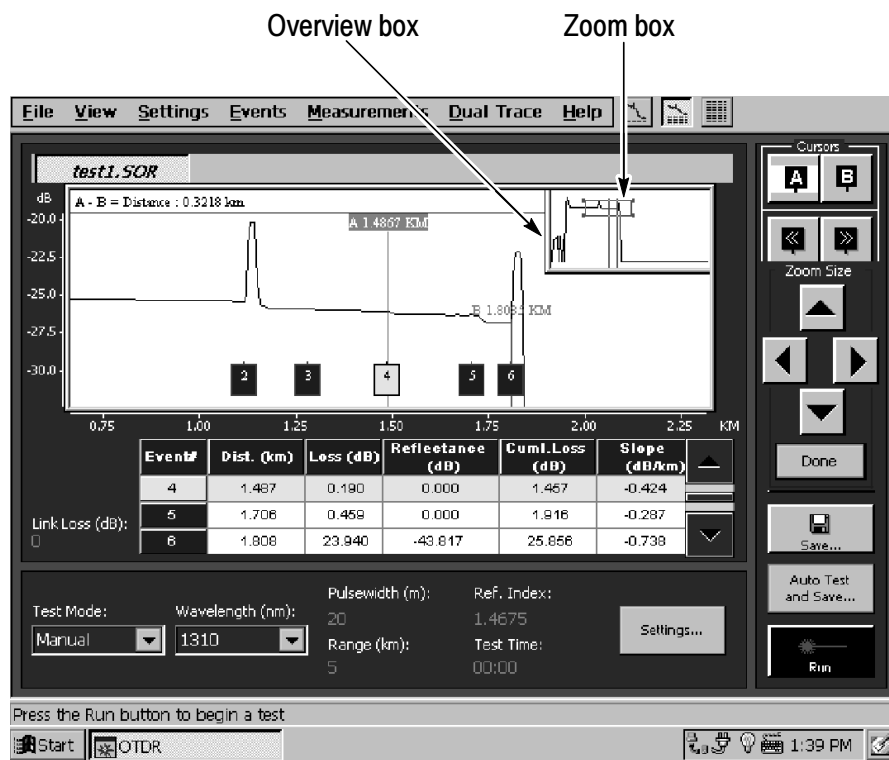 Overview box Zoom box
File View Settings Events Measurements Dual Trace Help
Cursors
test1.SOR
A B
dB A - B = Distance : 0.3218 km
-20.0
A 1.4867 KM
-22.5
Zoom Size
-25.0
B 1.8085 KM
-27.5
-30.0
2 3 4 5 6
0.75 1.00 1.25 1.50 1.75 2.00 2.25 KM
Event# Dist. (km) Loss (dB) Reflectance (dB) Cuml.Loss (dB) Slope (dB/km)
Done
4 1.487 0.190 0.000 1.457 -0.424
5 1.706 0.459 0.000 1.916 -0.287
6 1.808 23.940 -43.817 25.856 -0.738
Link Loss (dB):
0
Save...
Auto Test
and Save...
Test Mode: Wavelength (nm): Pulsewidth (m): Ref. Index:
Manual 1310 20 1.4675
Settings...
Range (km): Test Time:
5 00:00
Run
Press the Run button to begin a test
Start OTDR 1:39 PM